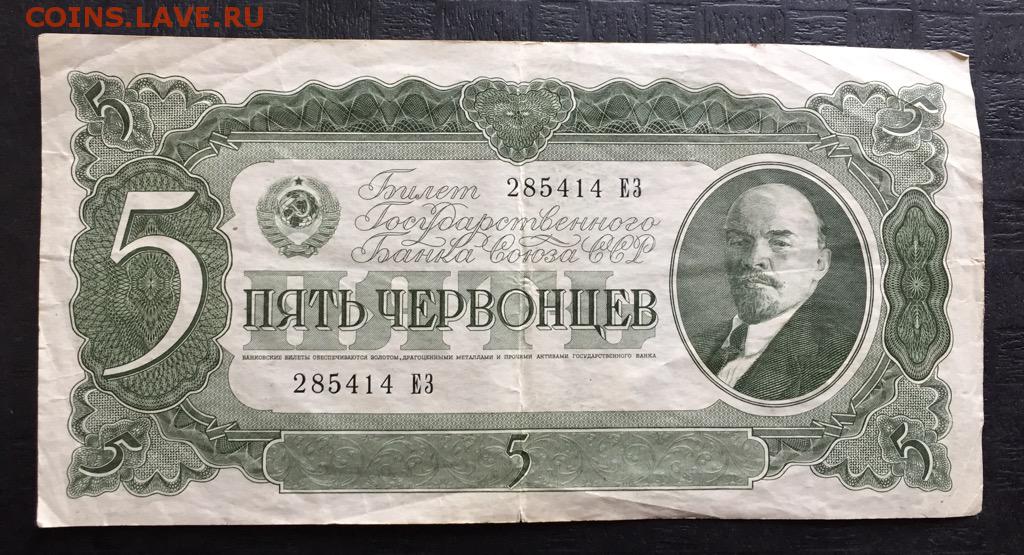 COINS.LAVE.RU
5 5
Билет 285414 ЕЗ
Государственного
Банка Союза ССР
5
ПЯТЬ
ПЯТЬ ЧЕРВОНЦЕВ
БАНКОВСКИЕ БИЛЕТЫ ОБЕСПЕЧИВАЮТСЯ ЗОЛОТОМ, ДРАГОЦЕННЫМИ МЕТАЛЛАМИ И ПРОЧИМИ АКТИВАМИ ГОСУДАРСТВЕННОГО БАНКА
285414 ЕЗ
5 5 5